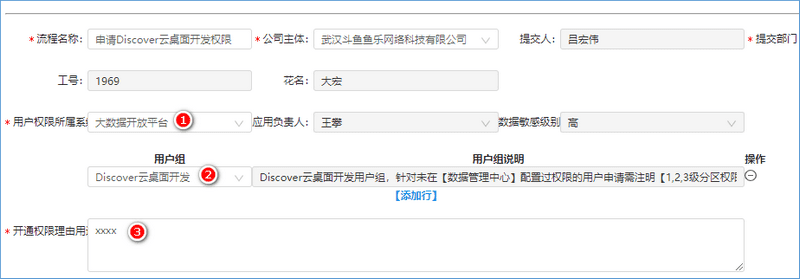 * 流程名称: 申请Discover云桌面开发权限 * 公司主体: 武汉斗鱼鱼乐网络科技有限公司 提交人: 吕宏伟 * 提交部门
工号: 1969 花名: 大宏
* 用户权限所属系 大数据开放平台 1 应用负责人: 王攀 数据敏感级别 高
用户组 用户组说明 操作
Discover云桌面开发 2 Discover云桌面开发用户组，针对未在【数据管理中心】配置过权限的用户申请需注明【1,2,3级分区权限
【添加行】
* 开通权限理由用 xxxx 3